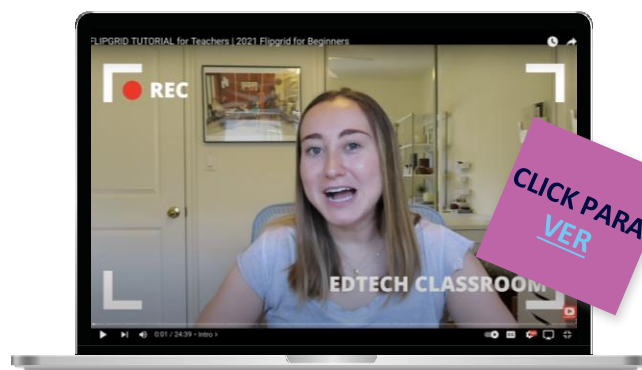 FLIPGRID TUTORIAL for Teachers | 2021 Flipgrid for Beginners
REC
CLICK PARA
VER
EDTECH CLASSROOM
0:01 / 24:39 • Intro >